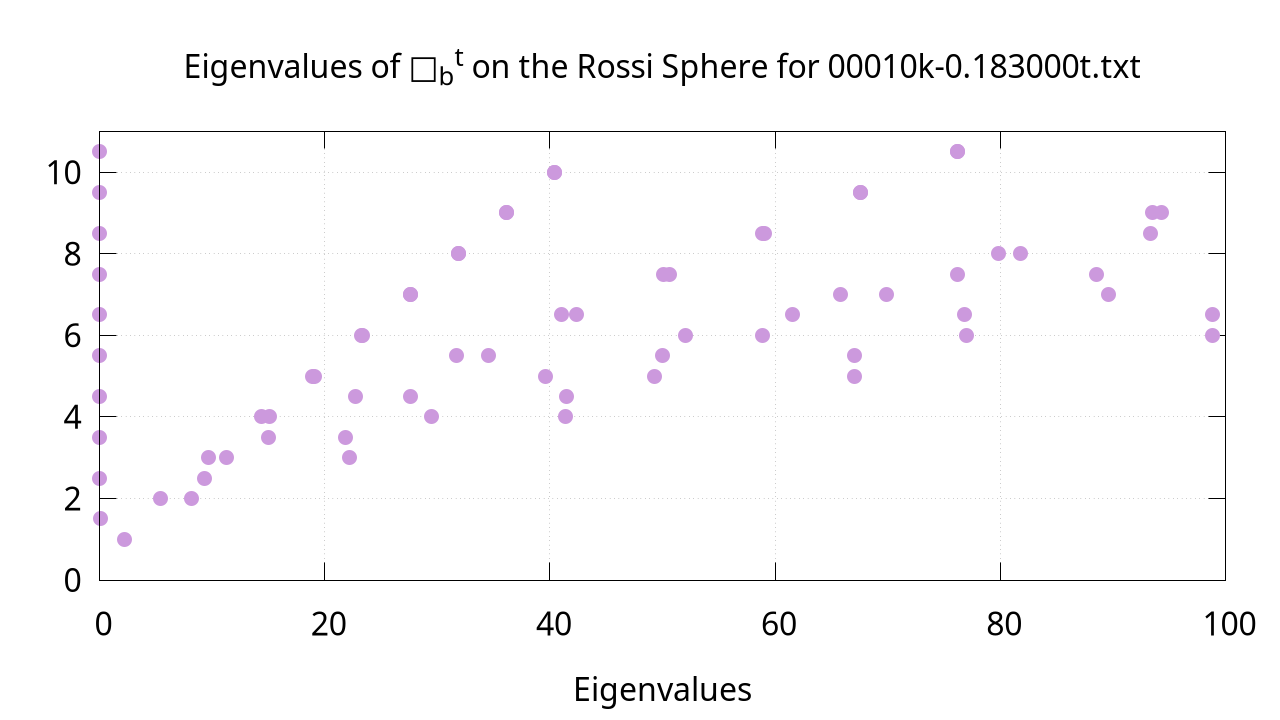 Eigenvalues of □bᵗ on the Rossi Sphere for 00010k-0.183000t.txt
10
8
6
4
2
0
0 20 40 60 80 100
Eigenvalues